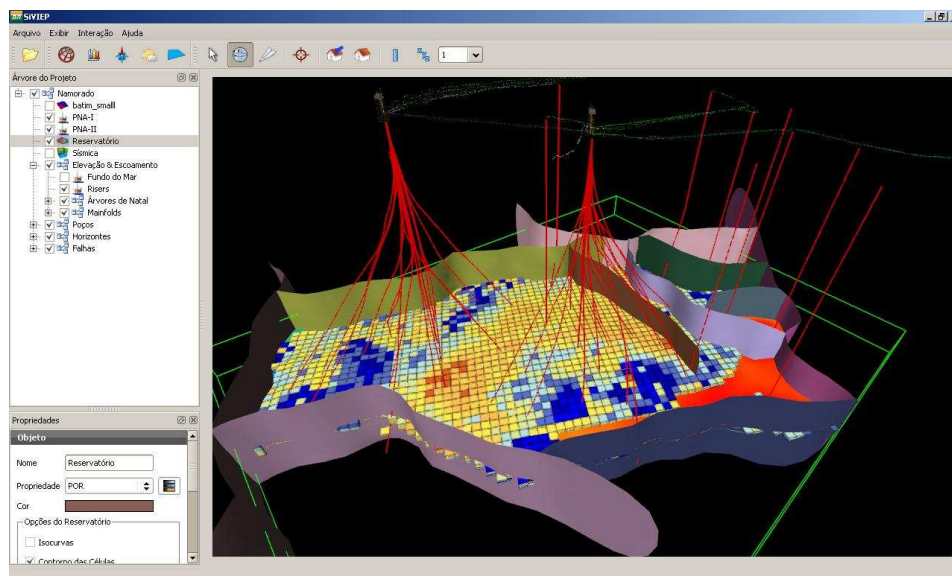 SiVIEP
Arquivo Exibir Interação Ajuda
1
Árvore do Projeto
Namorado
batim_small
PNA-I
PNA-II
Reservatório
Sísmica
Elevação & Escoamento
Fundo do Mar
Risers
Árvores de Natal
Mainfolds
Poços
Horizontes
Falhas
Propriedades
Objeto
Nome Reservatório
Propriedade POR
Cor
Opções do Reservatório
Isocurvas
Contorno das Células